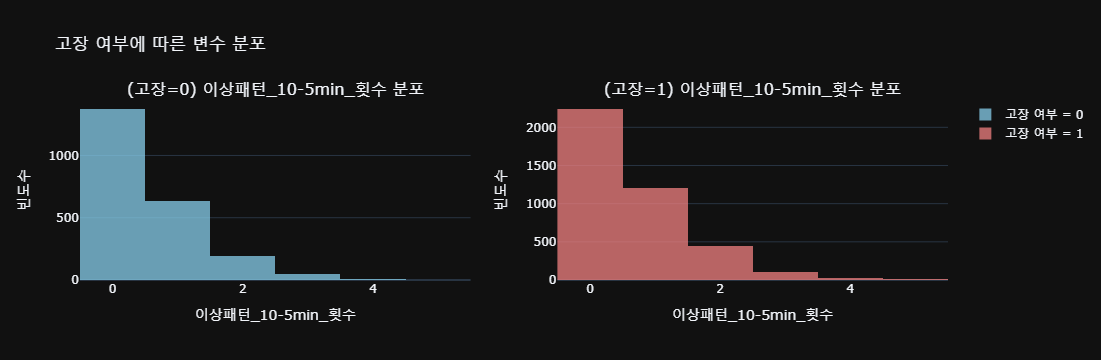 고장 여부에 따른 변수 분포
(고장=0) 이상패턴_10-5min_횟수 분포
빈도수
1000
500
0
0
2
4
이상패턴_10-5min_횟수
(고장=1) 이상패턴_10-5min_횟수 분포
빈도수
2000
1500
1000
500
0
0
2
4
이상패턴_10-5min_횟수
고장 여부 = 0
고장 여부 = 1